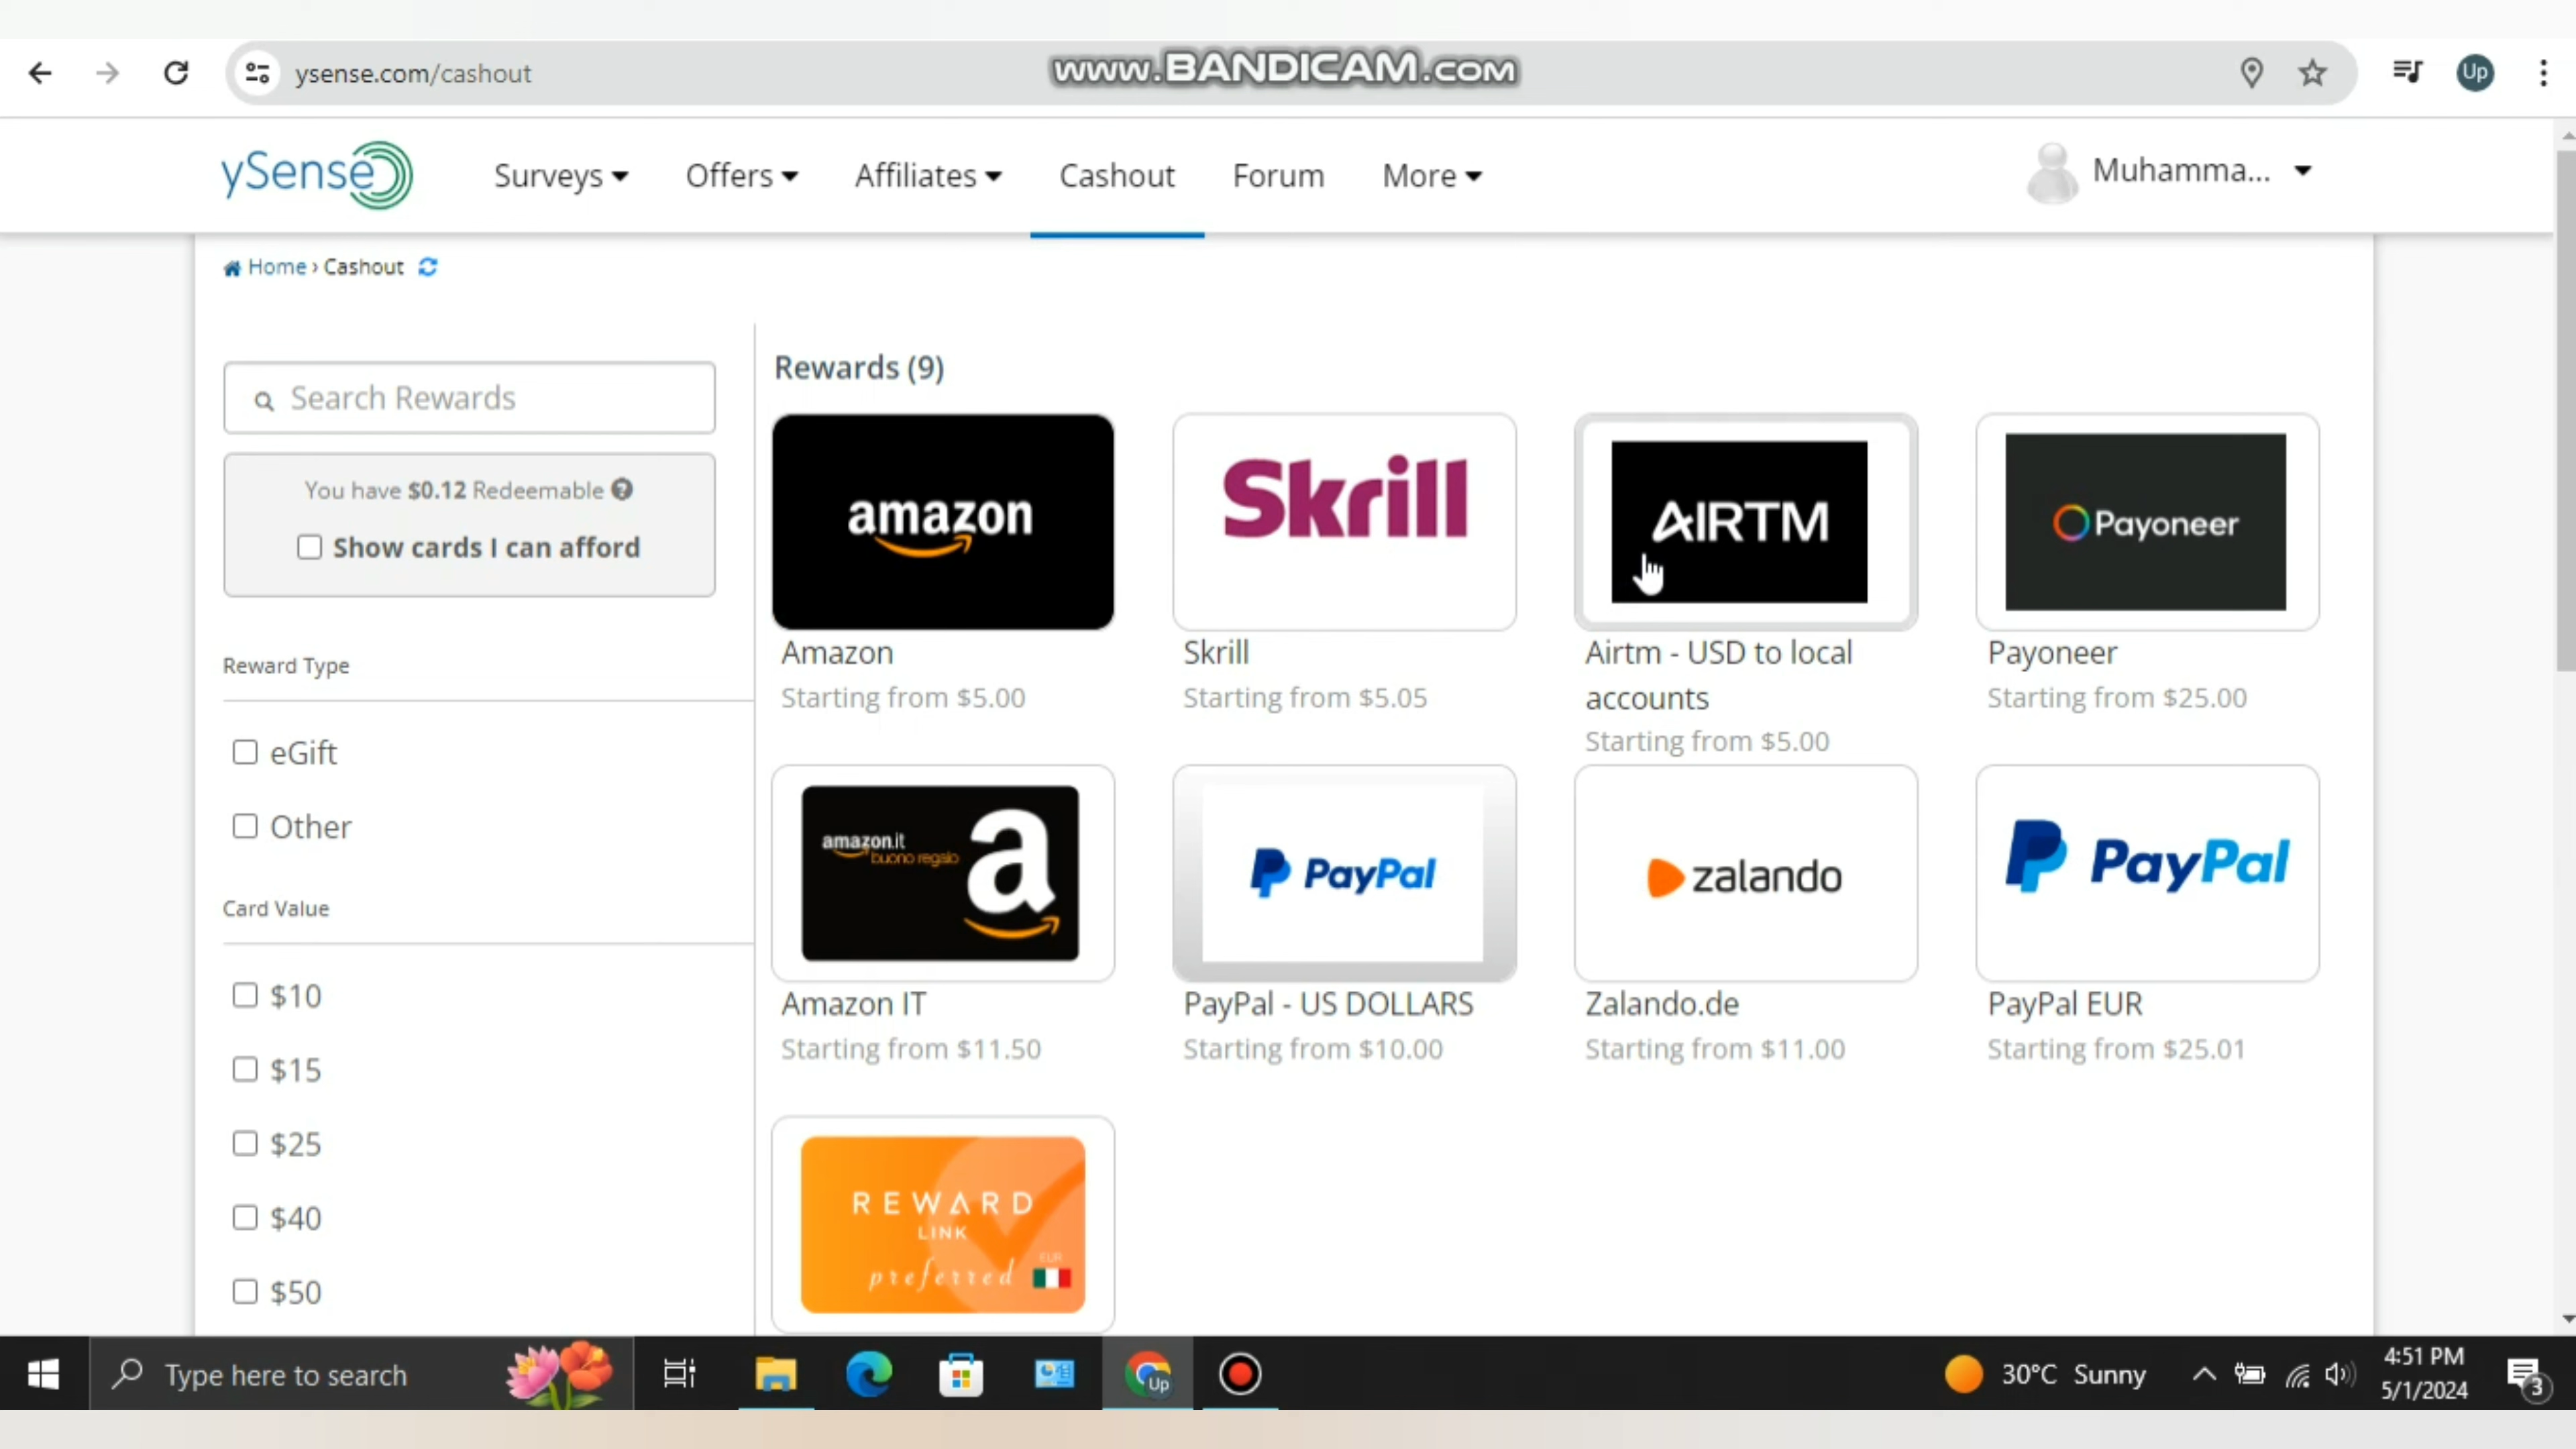 ysense.com/cashout
www.BANDICAM.com
Up
ySense
Surveys
Offers
Affiliates
Cashout
Forum
More
Muhamma...
Home › Cashout
Search Rewards
You have $0.12 Redeemable
Show cards I can afford
Reward Type
eGift
Other
Card Value
$10
$15
$25
$40
$50
Rewards (9)
amazon
Amazon
Starting from $5.00
Skrill
Skrill
Starting from $5.05
AIRTM
Airtm - USD to local
accounts
Starting from $5.00
Payoneer
Payoneer
Starting from $25.00
amazon.it
buono regalo
a
Amazon IT
Starting from $11.50
PayPal
PayPal - US DOLLARS
Starting from $10.00
zalando
Zalando.de
Starting from $11.00
PayPal
PayPal EUR
Starting from $25.01
REWARD
LINK
preferred
EUR
Type here to search
Up
30°C Sunny
4:51 PM
5/1/2024
3